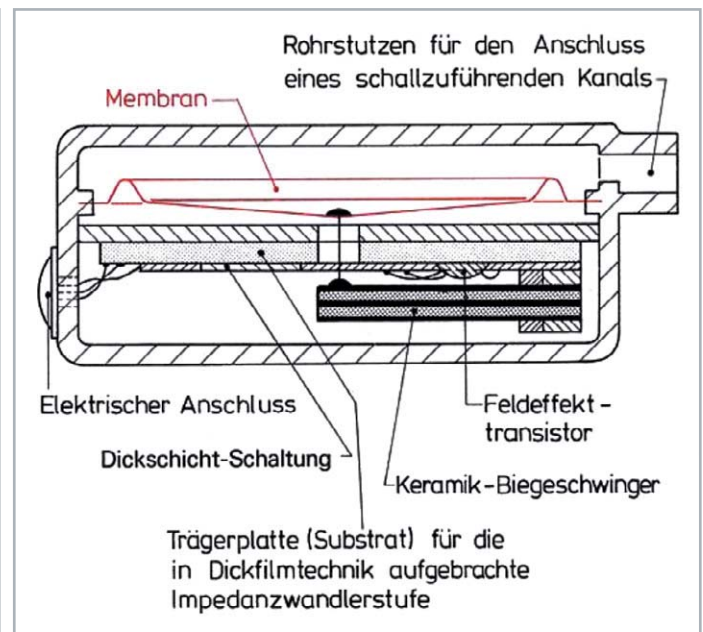 Rohrstutzen für den Anschluss
eines schallzuführenden Kanals
Membran
Elektrischer Anschluss
Feldeffekt-
transistor
Dickschicht-Schaltung
Keramik-Biegeschwinger
Trägerplatte (Substrat) für die
in Dickfilmtechnik aufgebrachte
Impedanzwandlerstufe